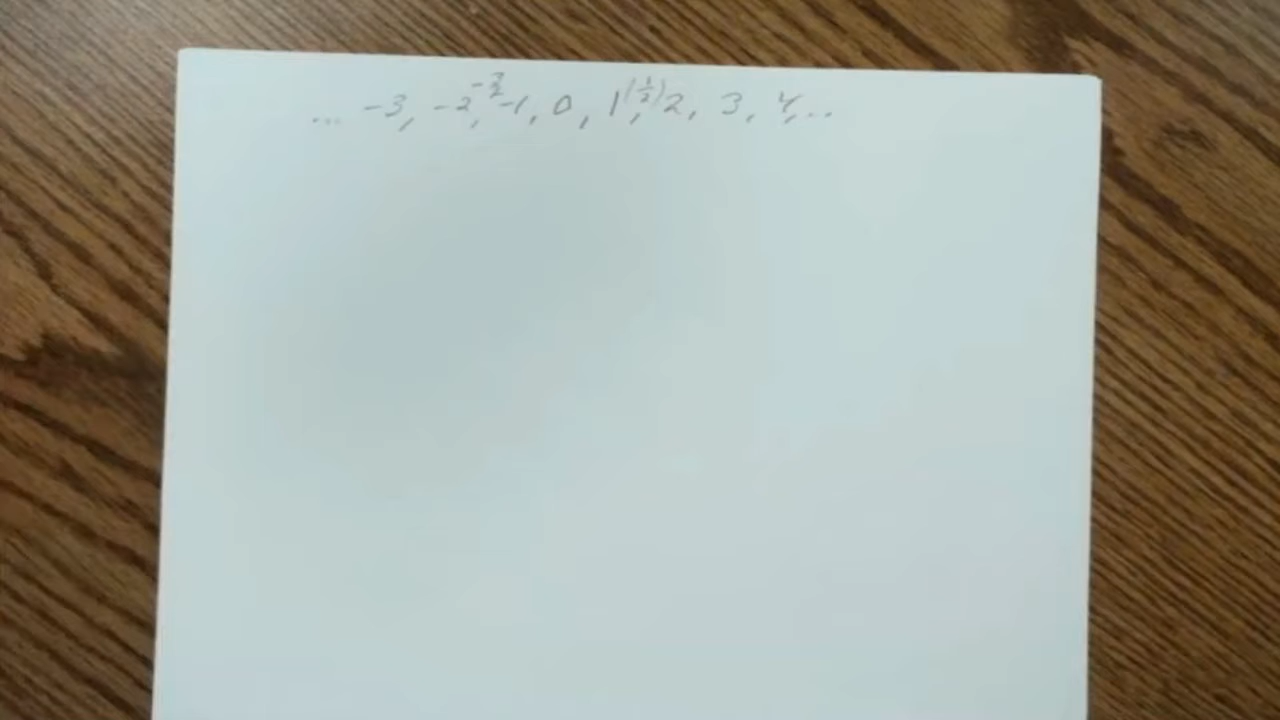 ... -3, -2, -3/2 -1, 0, 1, (1/2) 2, 3, 4, ...